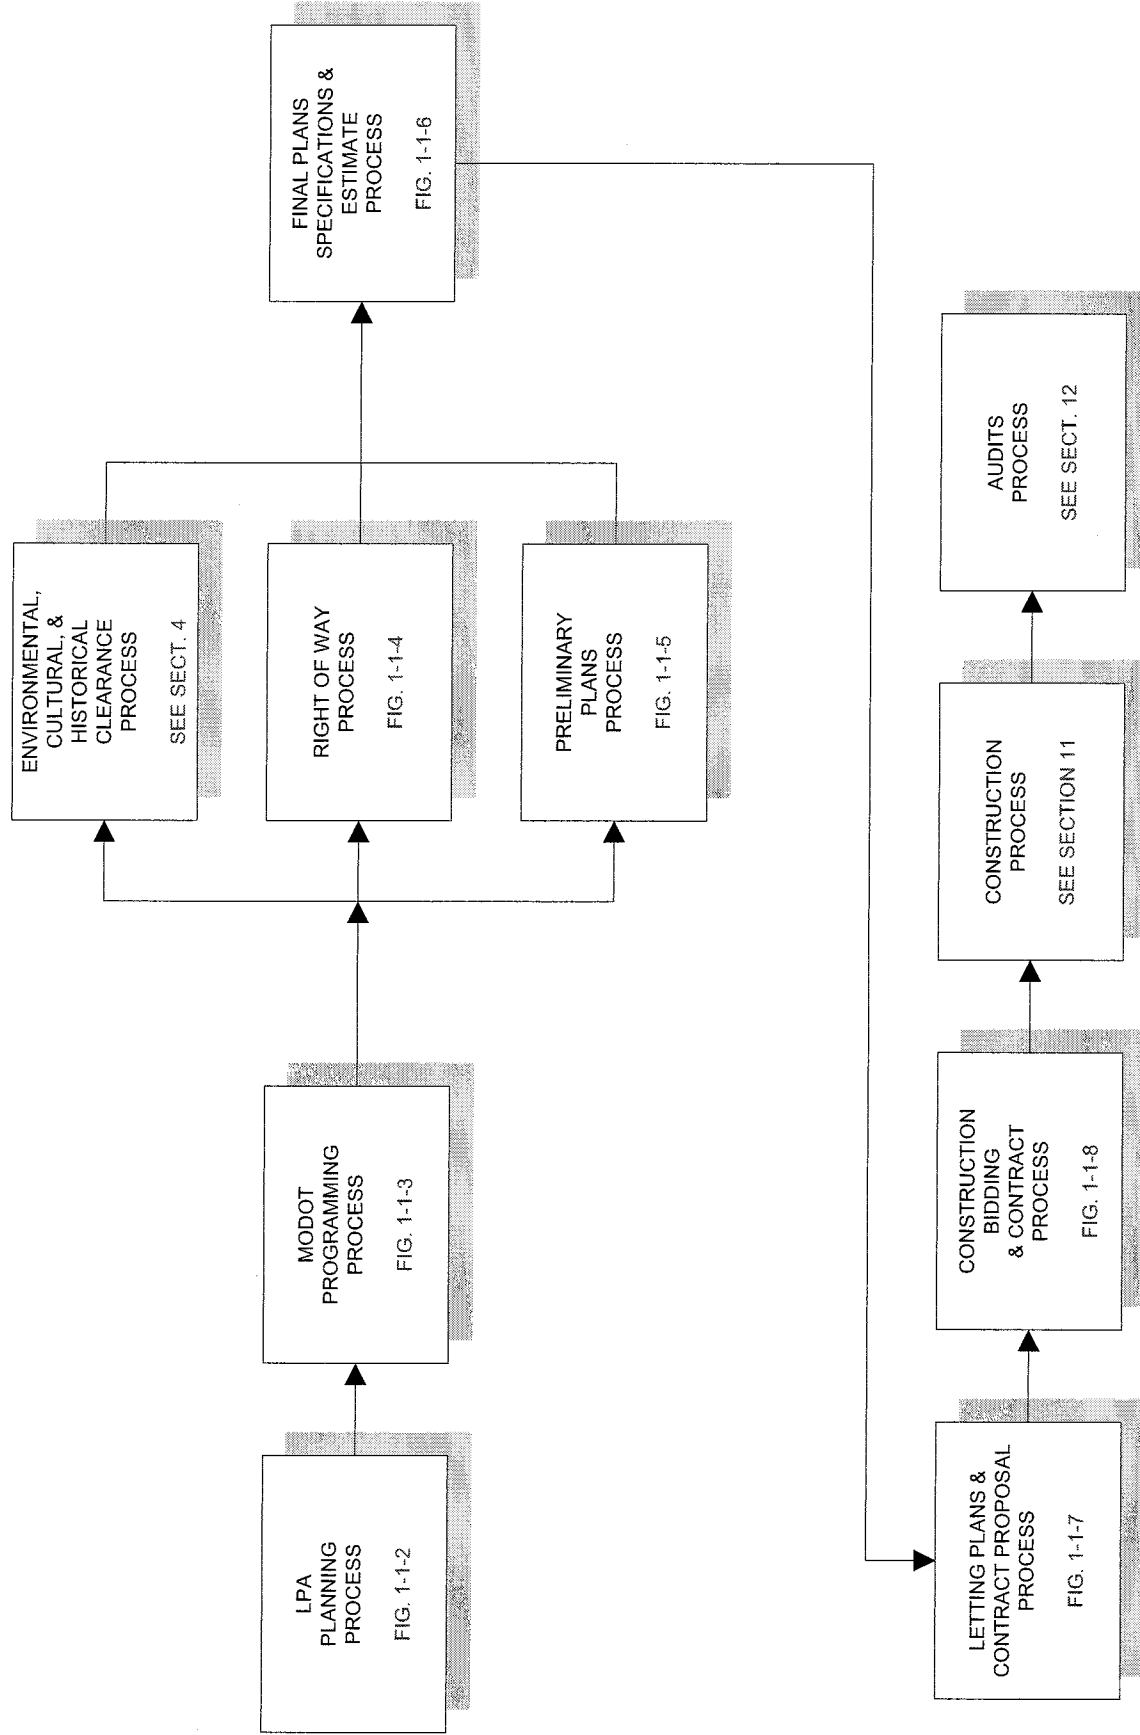 LPA
PLANNING
PROCESS
FIG. 1-1-2
MODOT
PROGRAMMING
PROCESS
FIG. 1-1-3
ENVIRONMENTAL,
CULTURAL, &
HISTORICAL
CLEARANCE
PROCESS
SEE SECT. 4
RIGHT OF WAY
PROCESS
FIG. 1-1-4
PRELIMINARY
PLANS
PROCESS
FIG. 1-1-5
FINAL PLANS
SPECIFICATIONS &
ESTIMATE
PROCESS
FIG. 1-1-6
LETTING PLANS &
CONTRACT PROPOSAL
PROCESS
FIG. 1-1-7
CONSTRUCTION
BIDDING
& CONTRACT
PROCESS
FIG. 1-1-8
CONSTRUCTION
PROCESS
SEE SECTION 11
AUDITS
PROCESS
SEE SECT. 12